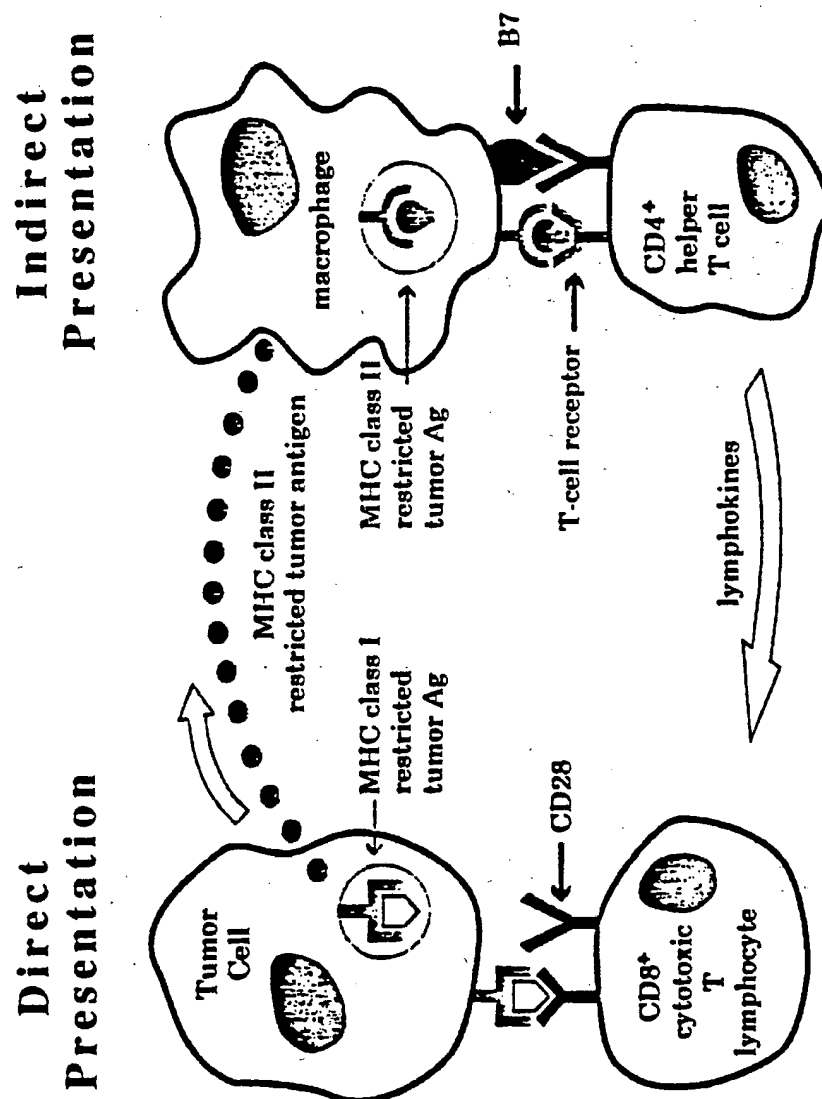 Direct
Presentation
Indirect
Presentation
Tumor
Cell
MHC class I
restricted
tumor Ag
MHC class II
restricted tumor antigen
macrophage
MHC class II
restricted
tumor Ag
CD28
CD8+
cytotoxic
T
lymphocyte
lymphokines
T-cell receptor
B7
CD4+
helper
T cell